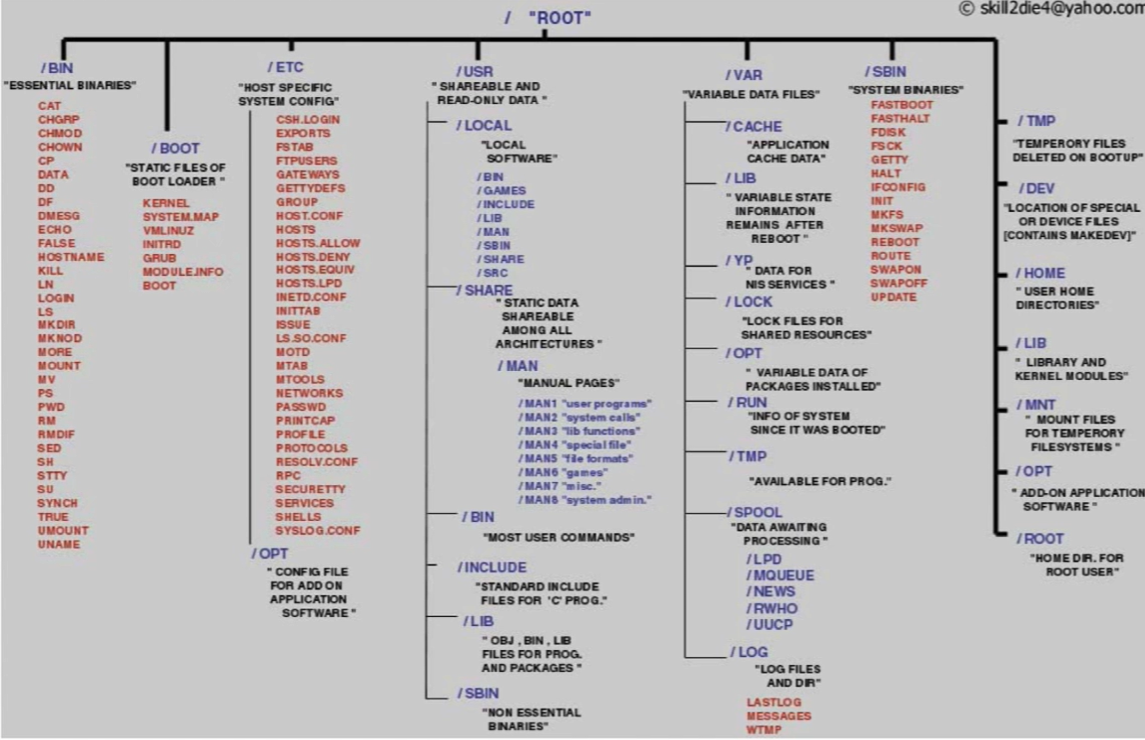 © skill2die4@yahoo.com
/ "ROOT"
/BIN
"ESSENTIAL BINARIES"
CAT
CHGRP
CHMOD
CHOWN
CP
DATA
DD
DF
DMESG
ECHO
FALSE
HOSTNAME
KILL
LN
LOGIN
LS
MKDIR
MKNOD
MORE
MOUNT
MV
PS
PWD
RM
RMDIF
SED
SH
STTY
SU
SYNCH
TRUE
UMOUNT
UNAME
/BOOT
"STATIC FILES OF
BOOT LOADER "
KERNEL
SYSTEM.MAP
VMLINUZ
INITRD
GRUB
MODULE.INFO
BOOT
/ETC
"HOST SPECIFIC
SYSTEM CONFIG"
CSH.LOGIN
EXPORTS
FSTAB
FTPUSERS
GATEWAYS
GETTYDEFS
GROUP
HOST.CONF
HOSTS
HOSTS.ALLOW
HOSTS.DENY
HOSTS.EQUIV
HOSTS.LPD
INETD.CONF
INITTAB
ISSUE
LS.SO.CONF
MOTD
MTAB
MTOOLS
NETWORKS
PASSWD
PRINTCAP
PROFILE
PROTOCOLS
RESOLV.CONF
RPC
SECURETTY
SERVICES
SHELLS
SYSLOG.CONF
/OPT
" CONFIG FILE
FOR ADD ON
APPLICATION
SOFTWARE "
/USR
" SHAREABLE AND
READ-ONLY DATA "
/LOCAL
"LOCAL
SOFTWARE"
/BIN
/GAMES
/INCLUDE
/LIB
/MAN
/SBIN
/SHARE
/SRC
/SHARE
" STATIC DATA
SHAREABLE
AMONG ALL
ARCHITECTURES "
/MAN
"MANUAL PAGES"
/MAN1 "user programs"
/MAN2 "system calls"
/MAN3 "lib functions"
/MAN4 "special file"
/MAN5 "file formats"
/MAN6 "games"
/MAN7 "misc."
/MAN8 "system admin."
/BIN
"MOST USER COMMANDS"
/INCLUDE
"STANDARD INCLUDE
FILES FOR 'C' PROG."
/LIB
" OBJ , BIN , LIB
FILES FOR PROG.
AND PACKAGES "
/SBIN
"NON ESSENTIAL
BINARIES"
/VAR
"VARIABLE DATA FILES"
/CACHE
"APPLICATION
CACHE DATA"
/LIB
" VARIABLE STATE
INFORMATION
REMAINS AFTER
REBOOT "
/YP
" DATA FOR
NIS SERVICES "
/LOCK
"LOCK FILES FOR
SHARED RESOURCES"
/OPT
" VARIABLE DATA OF
PACKAGES INSTALLED"
/RUN
"INFO OF SYSTEM
SINCE IT WAS BOOTED"
/TMP
"AVAILABLE FOR PROG."
/SPOOL
"DATA AWAITING
PROCESSING "
/LPD
/MQUEUE
/NEWS
/RWHO
/UUCP
/LOG
"LOG FILES
AND DIR"
LASTLOG
MESSAGES
WTMP
/SBIN
"SYSTEM BINARIES"
FASTBOOT
FASTHALT
FDISK
FSCK
GETTY
HALT
IFCONFIG
INIT
MKFS
MKSWAP
REBOOT
ROUTE
SWAPON
SWAPOFF
UPDATE
/TMP
"TEMPERORY FILES
DELETED ON BOOTUP"
/DEV
"LOCATION OF SPECIAL
OR DEVICE FILES
[CONTAINS MAKEDEV]"
/HOME
" USER HOME
DIRECTORIES"
/LIB
" LIBRARY AND
KERNEL MODULES"
/MNT
" MOUNT FILES
FOR TEMPERORY
FILESYSTEMS "
/OPT
" ADD-ON APPLICATION
SOFTWARE "
/ROOT
"HOME DIR. FOR
ROOT USER"